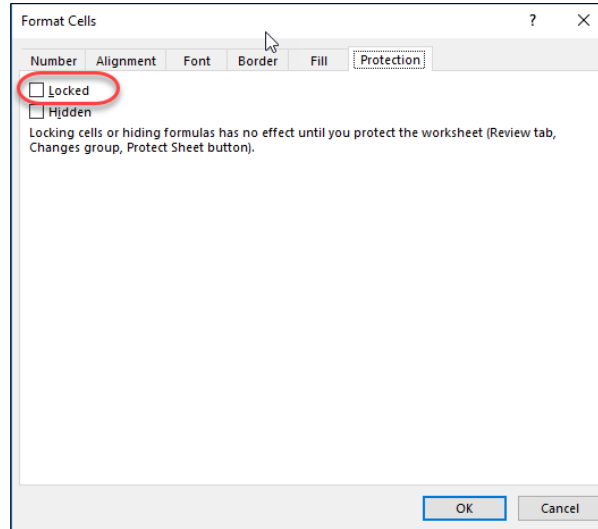 Format Cells ?
Number Alignment Font Border Fill Protection
Locked
Hidden
Locking cells or hiding formulas has no effect until you protect the worksheet (Review tab,
Changes group, Protect Sheet button).
OK Cancel